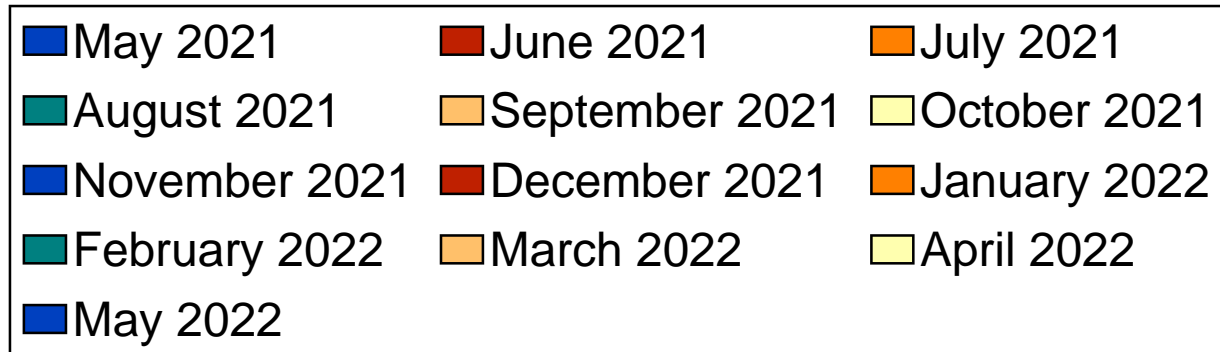 May 2021 June 2021 July 2021
August 2021 September 2021 October 2021
November 2021 December 2021 January 2022
February 2022 March 2022 April 2022
May 2022